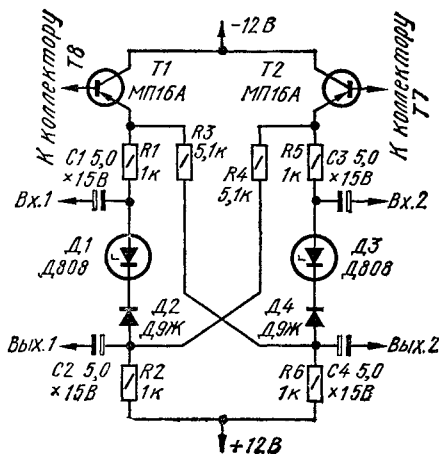 -12В
К коллектору
Т8
Т1
МП16А
Т2
МП16А
К коллектору
Т7
С1 5,0
×15В
R1
1к
R3
5,1к
R4
5,1к
R5
1к
С3 5,0
×15В
Вх.1
Вх.2
Д1
Д808
Д3
Д808
Д2
Д9Ж
Д4
Д9Ж
Вых.1
Вых.2
С2 5,0
×15В
R2
1к
R6
1к
С4 5,0
×15В
+12В